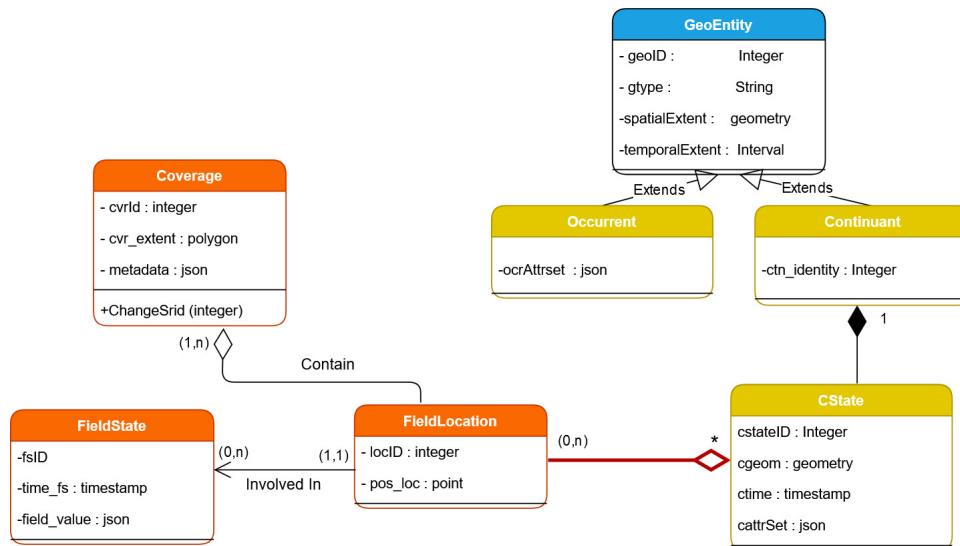 GeoEntity
- geoID : Integer
- gtype : String
-spatialExtent : geometry
-temporalExtent : Interval
Extends
Extends
Coverage
- cvrId : integer
- cvr_extent : polygon
- metadata : json
+ChangeSrid (integer)
Occurrent
-ocrAttrset : json
Continuant
-ctn_identity : Integer
1
(1,n)
Contain
CState
cstateID : Integer
cgeom : geometry
ctime : timestamp
cattrSet : json
FieldState
-fsID
-time_fs : timestamp
-field_value : json
(0,n)
Involved In
(1,1)
FieldLocation
- locID : integer
- pos_loc : point
(0,n)
*